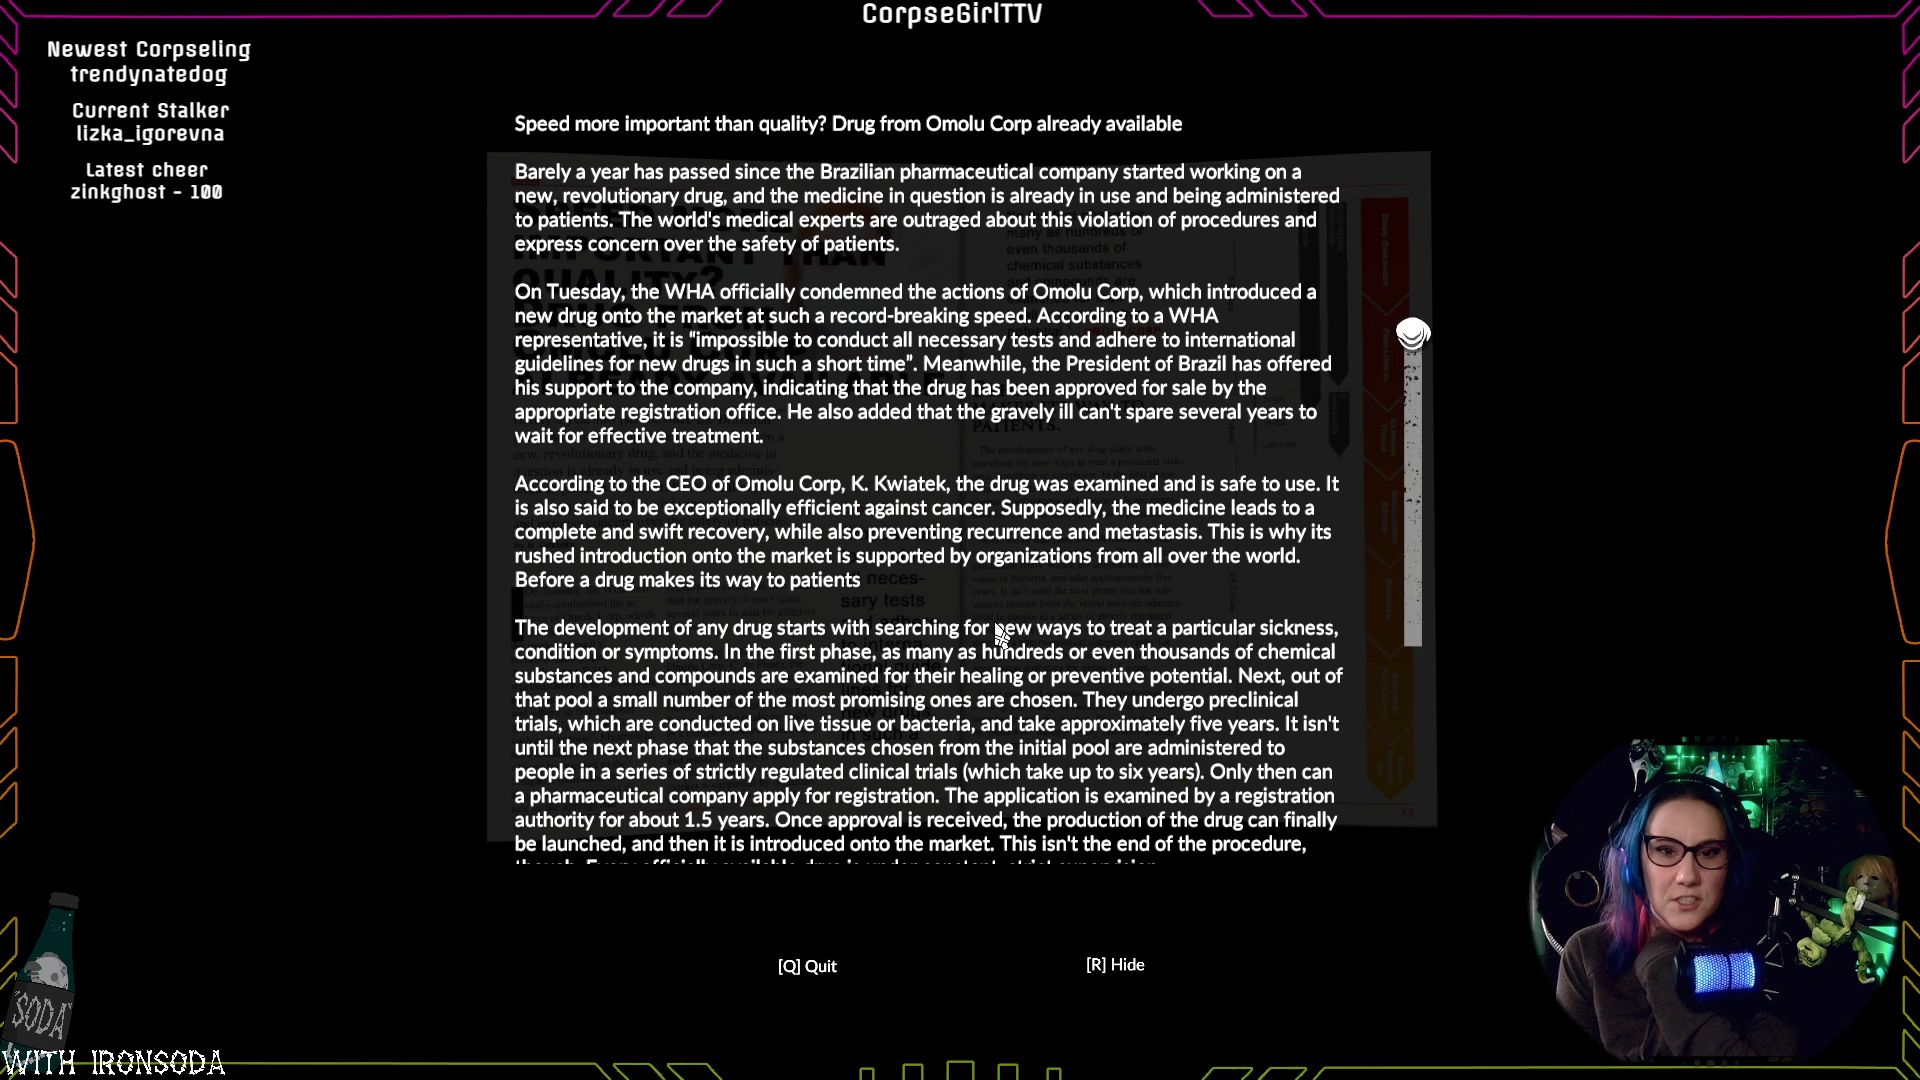 CorpseGirlTTV
Newest Corpseling
trendynatedog
Current Stalker
lizka_igorevna
Latest cheer
zinkghost - 100
Speed more important than quality? Drug from Omolu Corp already available
Barely a year has passed since the Brazilian pharmaceutical company started working on a
new, revolutionary drug, and the medicine in question is already in use and being administered
to patients. The world's medical experts are outraged about this violation of procedures and
express concern over the safety of patients.
On Tuesday, the WHA officially condemned the actions of Omolu Corp, which introduced a
new drug onto the market at such a record-breaking speed. According to a WHA
representative, it is “impossible to conduct all necessary tests and adhere to international
guidelines for new drugs in such a short time”. Meanwhile, the President of Brazil has offered
his support to the company, indicating that the drug has been approved for sale by the
appropriate registration office. He also added that the gravely ill can't spare several years to
wait for effective treatment.
According to the CEO of Omolu Corp, K. Kwiatek, the drug was examined and is safe to use. It
is also said to be exceptionally efficient against cancer. Supposedly, the medicine leads to a
complete and swift recovery, while also preventing recurrence and metastasis. This is why its
rushed introduction onto the market is supported by organizations from all over the world.
Before a drug makes its way to patients
The development of any drug starts with searching for new ways to treat a particular sickness,
condition or symptoms. In the first phase, as many as hundreds or even thousands of chemical
substances and compounds are examined for their healing or preventive potential. Next, out of
that pool a small number of the most promising ones are chosen. They undergo preclinical
trials, which are conducted on live tissue or bacteria, and take approximately five years. It isn't
until the next phase that the substances chosen from the initial pool are administered to
people in a series of strictly regulated clinical trials (which take up to six years). Only then can
a pharmaceutical company apply for registration. The application is examined by a registration
authority for about 1.5 years. Once approval is received, the production of the drug can finally
be launched, and then it is introduced onto the market. This isn't the end of the procedure,
though. Every officially available drug is under constant, strict supervision.
[Q] Quit
[R] Hide
SODA
WITH IRONSODA